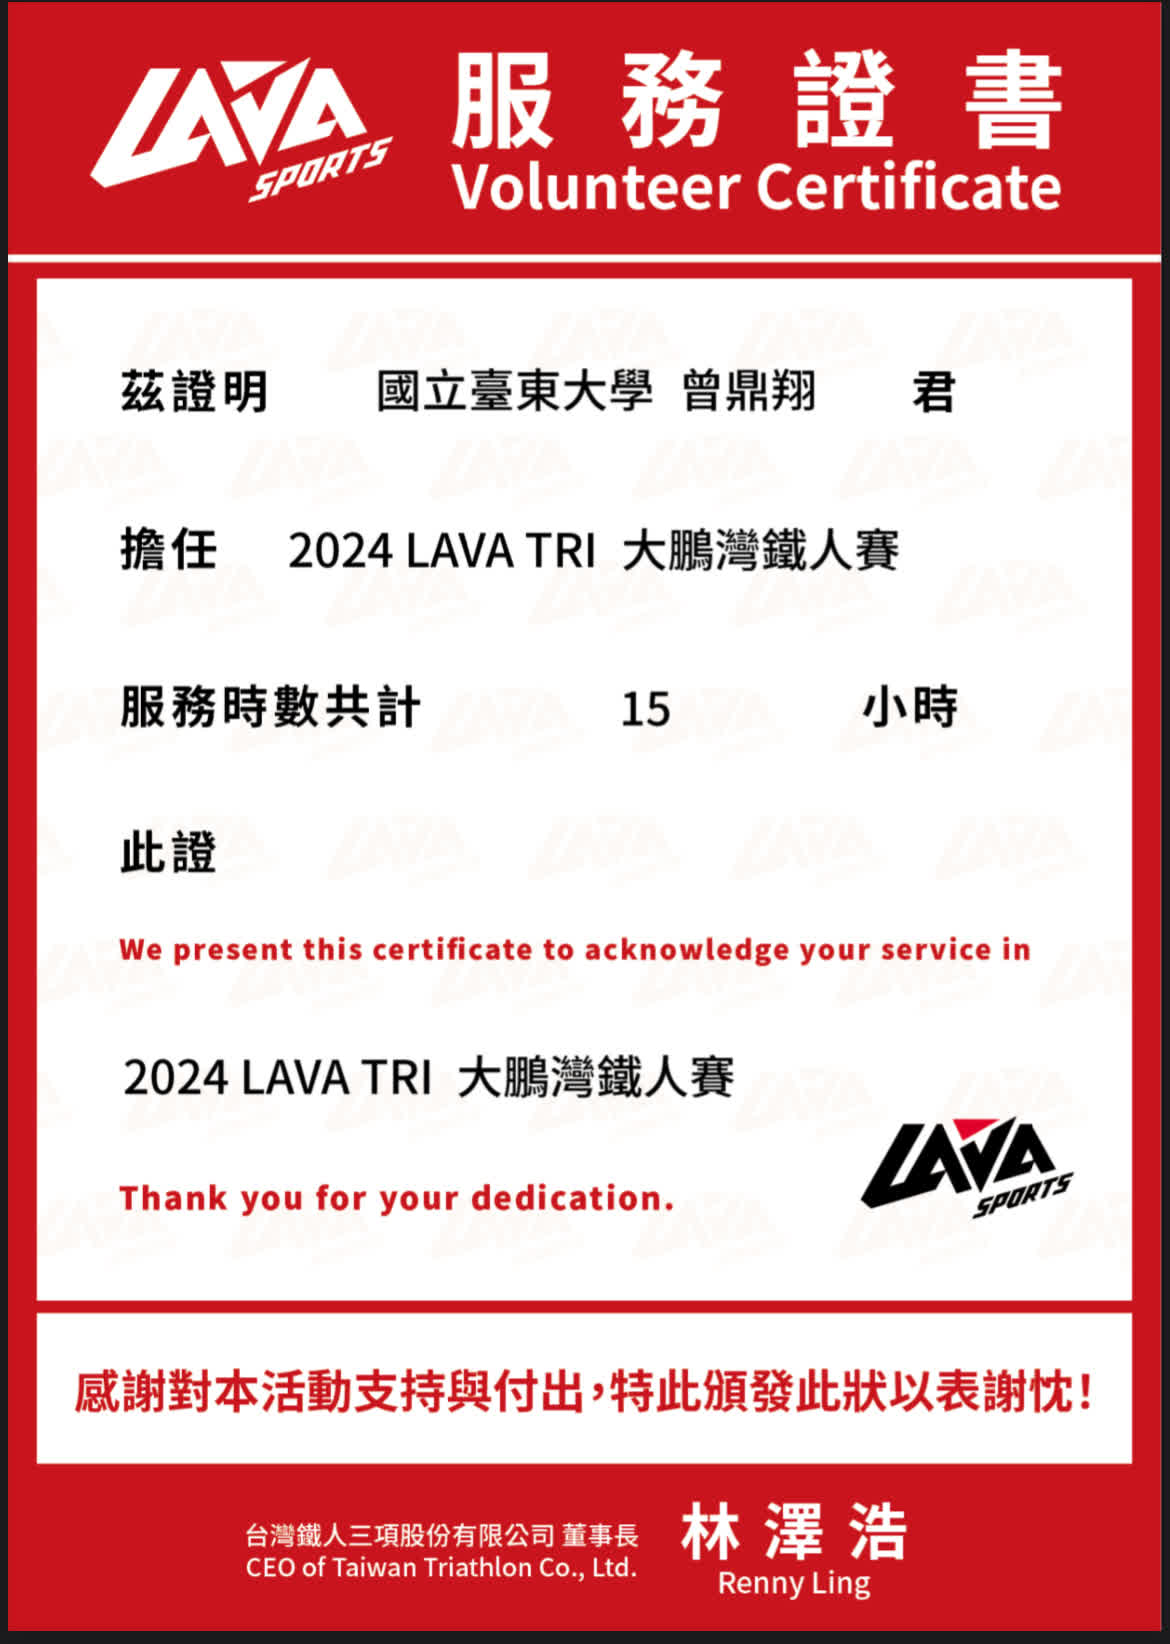 LAVA
SPORTS
服務證書
Volunteer Certificate
茲證明 國立臺東大學 曾鼎翔 君
擔任 2024 LAVA TRI 大鵬灣鐵人賽
服務時數共計 15 小時
此證
We present this certificate to acknowledge your service in
2024 LAVA TRI 大鵬灣鐵人賽
LAVA
SPORTS
Thank you for your dedication.
感謝對本活動支持與付出，特此頒發此狀以表謝忱！
台灣鐵人三項股份有限公司 董事長 林澤浩
CEO of Taiwan Triathlon Co., Ltd. Renny Ling